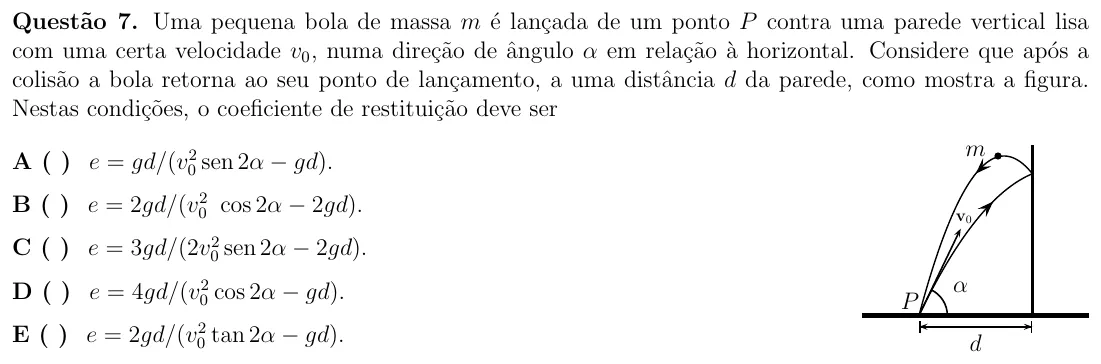 Questão 7. Uma pequena bola de massa m é lançada de um ponto P contra uma parede vertical lisa
com uma certa velocidade v₀, numa direção de ângulo α em relação à horizontal. Considere que após a
colisão a bola retorna ao seu ponto de lançamento, a uma distância d da parede, como mostra a figura.
Nestas condições, o coeficiente de restituição deve ser
A ( ) e = gd/(v₀² sen 2α − gd).
B ( ) e = 2gd/(v₀² cos 2α − 2gd).
C ( ) e = 3gd/(2v₀² sen 2α − 2gd).
D ( ) e = 4gd/(v₀² cos 2α − gd).
E ( ) e = 2gd/(v₀² tan 2α − gd).
m
v₀
α
P
d